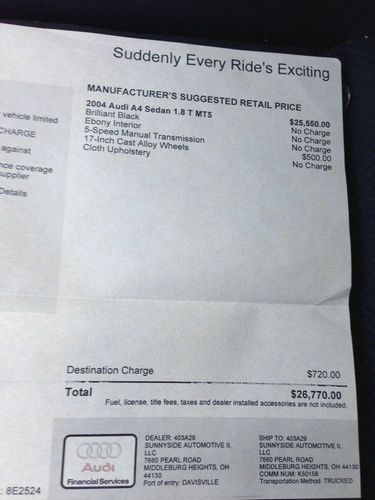 Suddenly Every Ride's Exciting
MANUFACTURER'S SUGGESTED RETAIL PRICE
2004 Audi A4 Sedan 1.8 T MT5 $25,550.00
Brilliant Black No Charge
Ebony Interior No Charge
5-Speed Manual Transmission No Charge
17-Inch Cast Alloy Wheels $500.00
Cloth Upholstery No Charge
vehicle limited
CHARGE
against
nce coverage
supplier
Details
Destination Charge $720.00
Total $26,770.00
Fuel, license, title fees, taxes and dealer installed accessories are not included.
Audi
Financial Services
DEALER: 403A29
SUNNYSIDE AUTOMOTIVE II,
LLC
7660 PEARL ROAD
MIDDLEBURG HEIGHTS, OH
44130
Port of entry: DAVISVILLE
SHIP TO: 403A29
SUNNYSIDE AUTOMOTIVE II,
LLC
7660 PEARL ROAD
MIDDLEBURG HEIGHTS, OH
44130
COMM NUM: K50158
Transportation Method: TRUCKED
: 8E2524